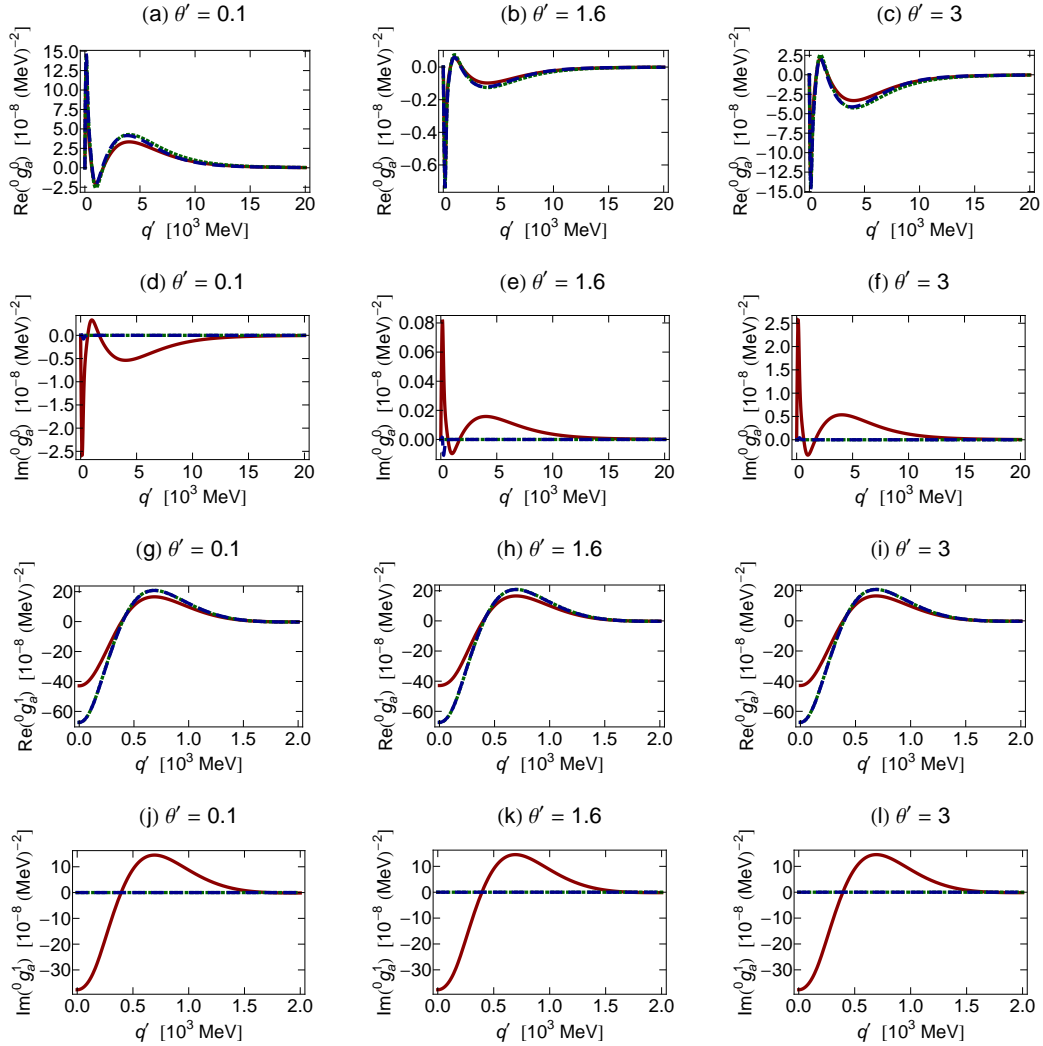 (a) θ′ = 0.1 (b) θ′ = 1.6 (c) θ′ = 3
Re(⁰gₐ⁰) [10⁻⁸ (MeV)⁻²] 15.0 12.5 10.0 7.5 5.0 2.5 0.0 −2.5
0 5 10 15 20
q′ [10³ MeV]
Re(⁰gₐ⁰) [10⁻⁸ (MeV)⁻²] 0.0 −0.2 −0.4 −0.6
0 5 10 15 20
q′ [10³ MeV]
Re(⁰gₐ⁰) [10⁻⁸ (MeV)⁻²] 2.5 0.0 −2.5 −5.0 −7.5 −10.0 −12.5 −15.0
0 5 10 15 20
q′ [10³ MeV]
(d) θ′ = 0.1 (e) θ′ = 1.6 (f) θ′ = 3
Im(⁰gₐ⁰) [10⁻⁸ (MeV)⁻²] 0.0 −0.5 −1.0 −1.5 −2.0 −2.5
0 5 10 15 20
q′ [10³ MeV]
Im(⁰gₐ⁰) [10⁻⁸ (MeV)⁻²] 0.08 0.06 0.04 0.02 0.00
0 5 10 15 20
q′ [10³ MeV]
Im(⁰gₐ⁰) [10⁻⁸ (MeV)⁻²] 2.5 2.0 1.5 1.0 0.5 0.0
0 5 10 15 20
q′ [10³ MeV]
(g) θ′ = 0.1 (h) θ′ = 1.6 (i) θ′ = 3
Re(⁰gₐ¹) [10⁻⁸ (MeV)⁻²] 20 0 −20 −40 −60
0.0 0.5 1.0 1.5 2.0
q′ [10³ MeV]
Re(⁰gₐ¹) [10⁻⁸ (MeV)⁻²] 20 0 −20 −40 −60
0.0 0.5 1.0 1.5 2.0
q′ [10³ MeV]
Re(⁰gₐ¹) [10⁻⁸ (MeV)⁻²] 20 0 −20 −40 −60
0.0 0.5 1.0 1.5 2.0
q′ [10³ MeV]
(j) θ′ = 0.1 (k) θ′ = 1.6 (l) θ′ = 3
Im(⁰gₐ¹) [10⁻⁸ (MeV)⁻²] 10 0 −10 −20 −30
0.0 0.5 1.0 1.5 2.0
q′ [10³ MeV]
Im(⁰gₐ¹) [10⁻⁸ (MeV)⁻²] 10 0 −10 −20 −30
0.0 0.5 1.0 1.5 2.0
q′ [10³ MeV]
Im(⁰gₐ¹) [10⁻⁸ (MeV)⁻²] 10 0 −10 −20 −30
0.0 0.5 1.0 1.5 2.0
q′ [10³ MeV]